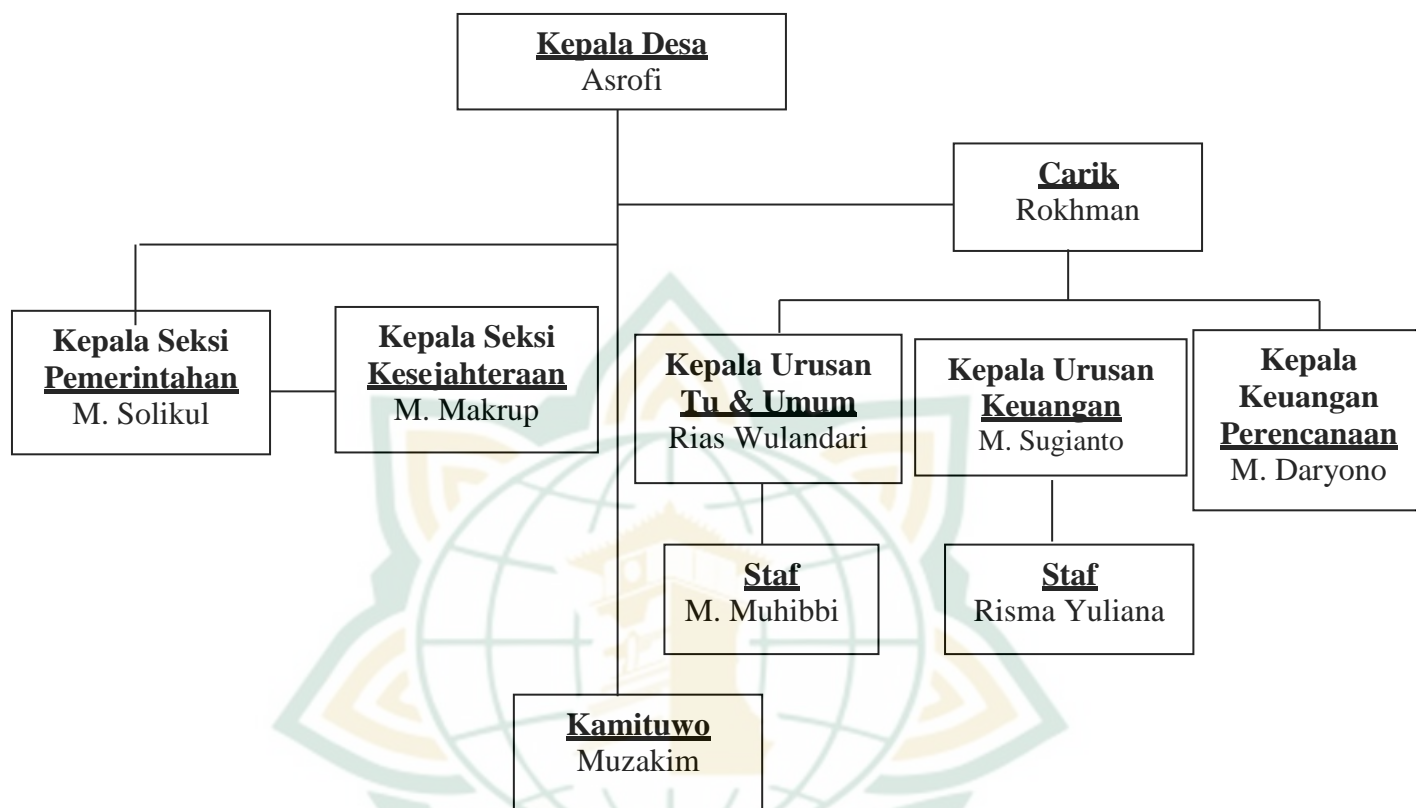 Kepala Desa
Asrofi
Carik
Rokhman
Kepala Seksi
Pemerintahan
M. Solikul
Kepala Seksi
Kesejahteraan
M. Makrup
Kepala Urusan
Tu & Umum
Rias Wulandari
Kepala Urusan
Keuangan
M. Sugianto
Kepala
Keuangan
Perencanaan
M. Daryono
Staf
M. Muhibbi
Staf
Risma Yuliana
Kamituwo
Muzakim